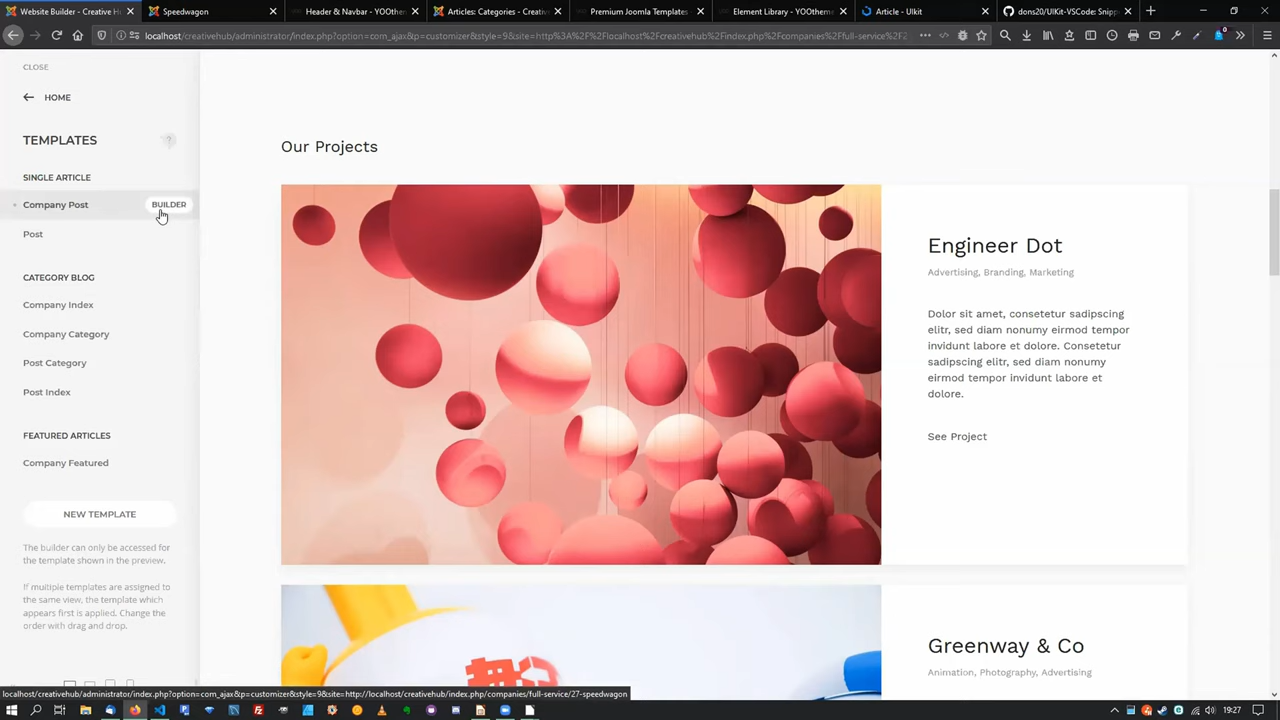 Website Builder - Creative Hub
Speedwagon
Header & Navbar - YOOthem
Articles: Categories - Creative H
Premium Joomla Templates
Element Library - YOOtheme
Article - UIkit
dons20/UIKit-VSCode: Snipp
localhost/creativehub/administrator/index.php?option=com_ajax&p=customizer&style=9&site=http%3A%2F%2Flocalhost%2Fcreativehub%2Findex.php%2Fcompanies%2Ffull-service%2F2
CLOSE
HOME
TEMPLATES
?
SINGLE ARTICLE
Company Post
BUILDER
Post
CATEGORY BLOG
Company Index
Company Category
Post Category
Post Index
FEATURED ARTICLES
Company Featured
NEW TEMPLATE
The builder can only be accessed for
the template shown in the preview.
If multiple templates are assigned to
the same view, the template which
appears first is applied. Change the
order with drag and drop.
Our Projects
Engineer Dot
Advertising, Branding, Marketing
Dolor sit amet, consetetur sadipscing
elitr, sed diam nonumy eirmod tempor
invidunt labore et dolore. Consetetur
sadipscing elitr, sed diam nonumy
eirmod tempor invidunt labore et
dolore.
See Project
Greenway & Co
Animation, Photography, Advertising
localhost/creativehub/administrator/index.php?option=com_ajax&p=customizer&style=9&site=http://localhost/creativehub/index.php/companies/full-service/27-speedwagon
19:27